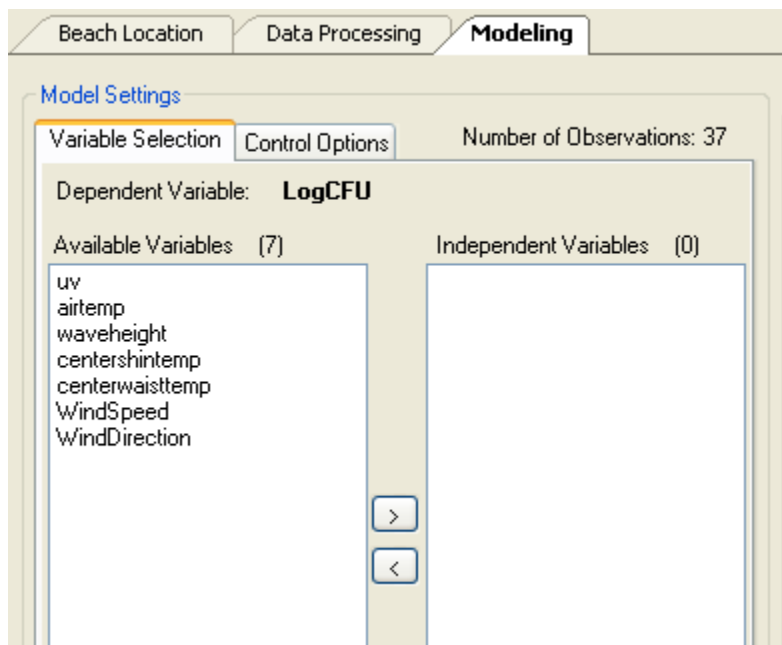 Beach Location Data Processing Modeling
Model Settings
Variable Selection Control Options Number of Observations: 37
Dependent Variable: LogCFU
Available Variables (7) Independent Variables (0)
uv
airtemp
waveheight
centershintemp
centerwaisttemp
WindSpeed
WindDirection
>
<